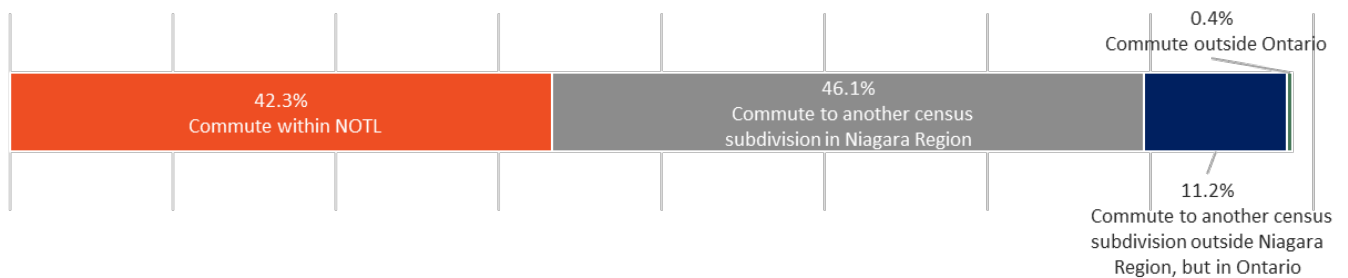 0.4%
Commute outside Ontario
42.3%
Commute within NOTL
46.1%
Commute to another census
subdivision in Niagara Region
11.2%
Commute to another census
subdivision outside Niagara
Region, but in Ontario